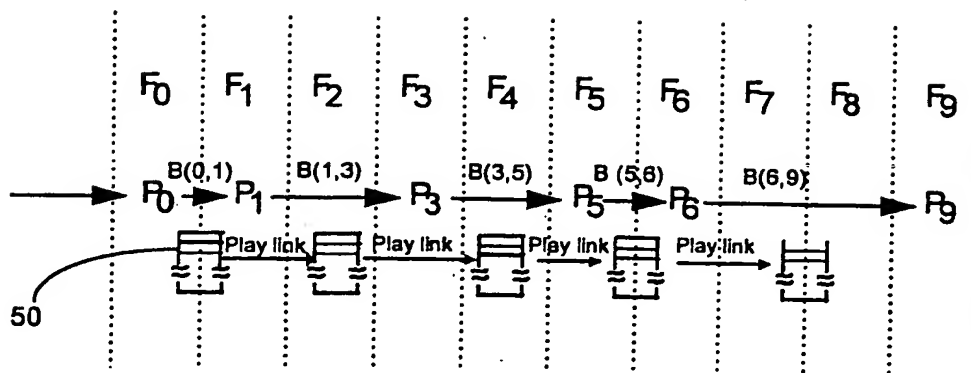 F0 F1 F2 F3 F4 F5 F6 F7 F8 F9
B(0,1) B(1,3) B(3,5) B (5,6) B(6,9)
P0 P1 P3 P5 P6 P9
Play link Play link Play link Play link
50